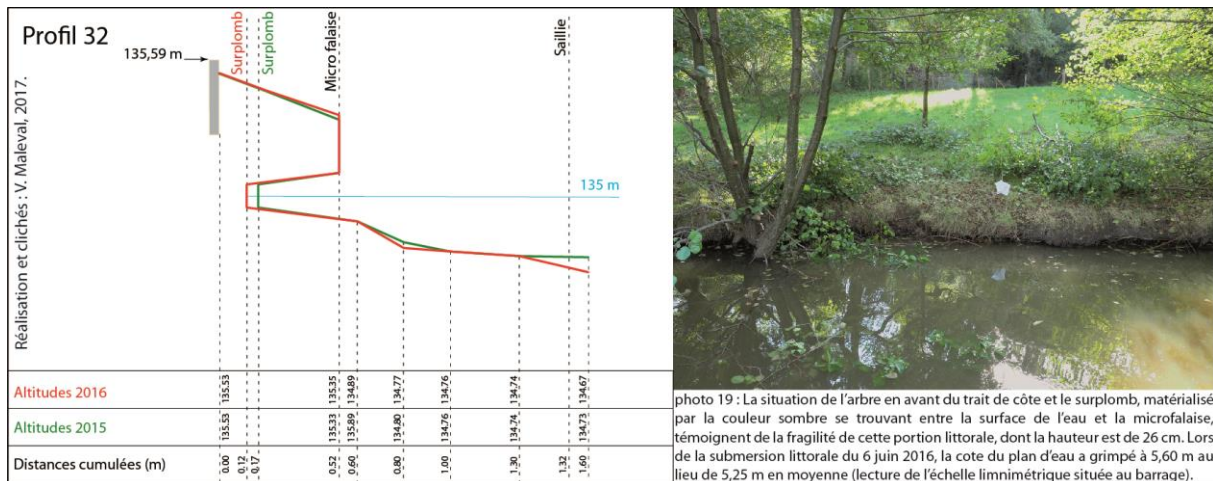 Profil 32
135,59 m
Surplomb
Surplomb
Micro falaise
Saillie
135 m
Réalisation et clichés : V. Maleval, 2017.
Altitudes 2016 135.53 135.35 134.89 134.77 134.76 134.74 134.67
Altitudes 2015 135.53 135.33 135.89 134.80 134.76 134.74 134.73
Distances cumulées (m) 0.00 0.12 0.17 0.52 0.60 0.80 1.00 1.30 1.32 1.60
photo 19 : La situation de l'arbre en avant du trait de côte et le surplomb, matérialisé
par la couleur sombre se trouvant entre la surface de l'eau et la microfalaise,
témoignent de la fragilité de cette portion littorale, dont la hauteur est de 26 cm. Lors
de la submersion littorale du 6 juin 2016, la cote du plan d'eau a grimpé à 5,60 m au
lieu de 5,25 m en moyenne (lecture de l'échelle limnimétrique située au barrage).